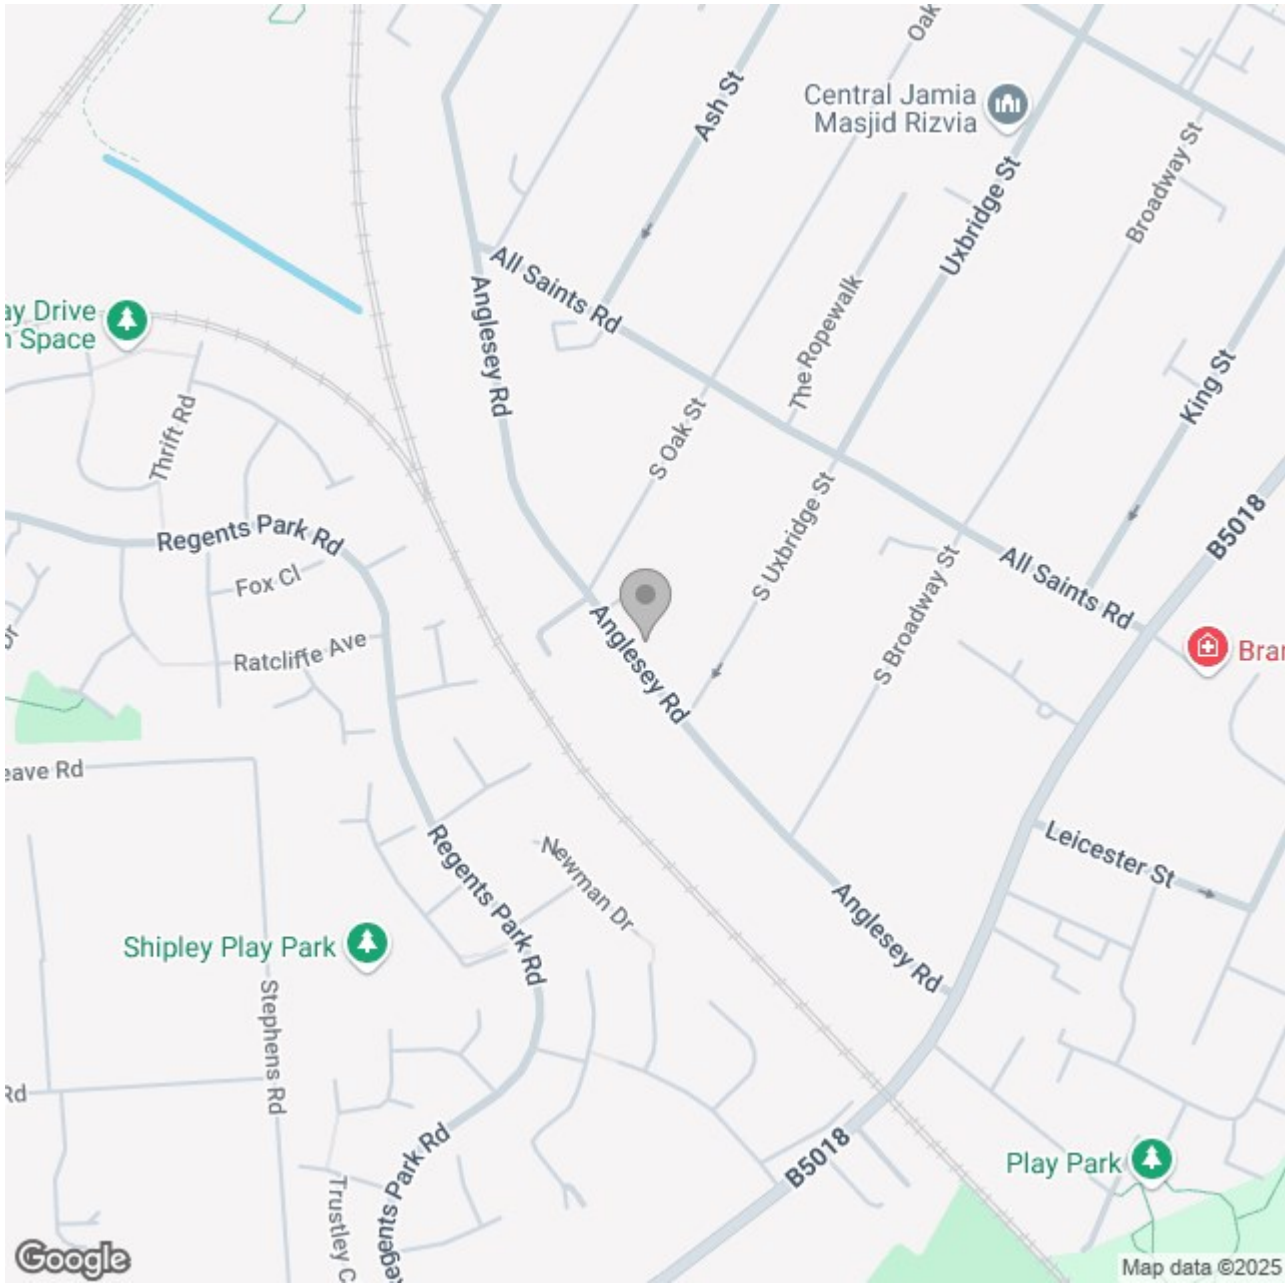 Oak
Ash St
Central Jamia
Masjid Rizvia
Broadway St
Uxbridge St
All Saints Rd
Anglesey Rd
ay Drive
n Space
The Ropewalk
King St
Thrift Rd
S Oak St
S Uxbridge St
B5018
Regents Park Rd
Fox Cl
All Saints Rd
S Broadway St
Anglesey Rd
Ratcliffe Ave
Bran
eave Rd
Leicester St
Regents Park Rd
Newman Dr
Anglesey Rd
Shipley Play Park
Stephens Rd
Rd
B5018
Play Park
Regents Park Rd
Trustley C
Google
Map data ©2025